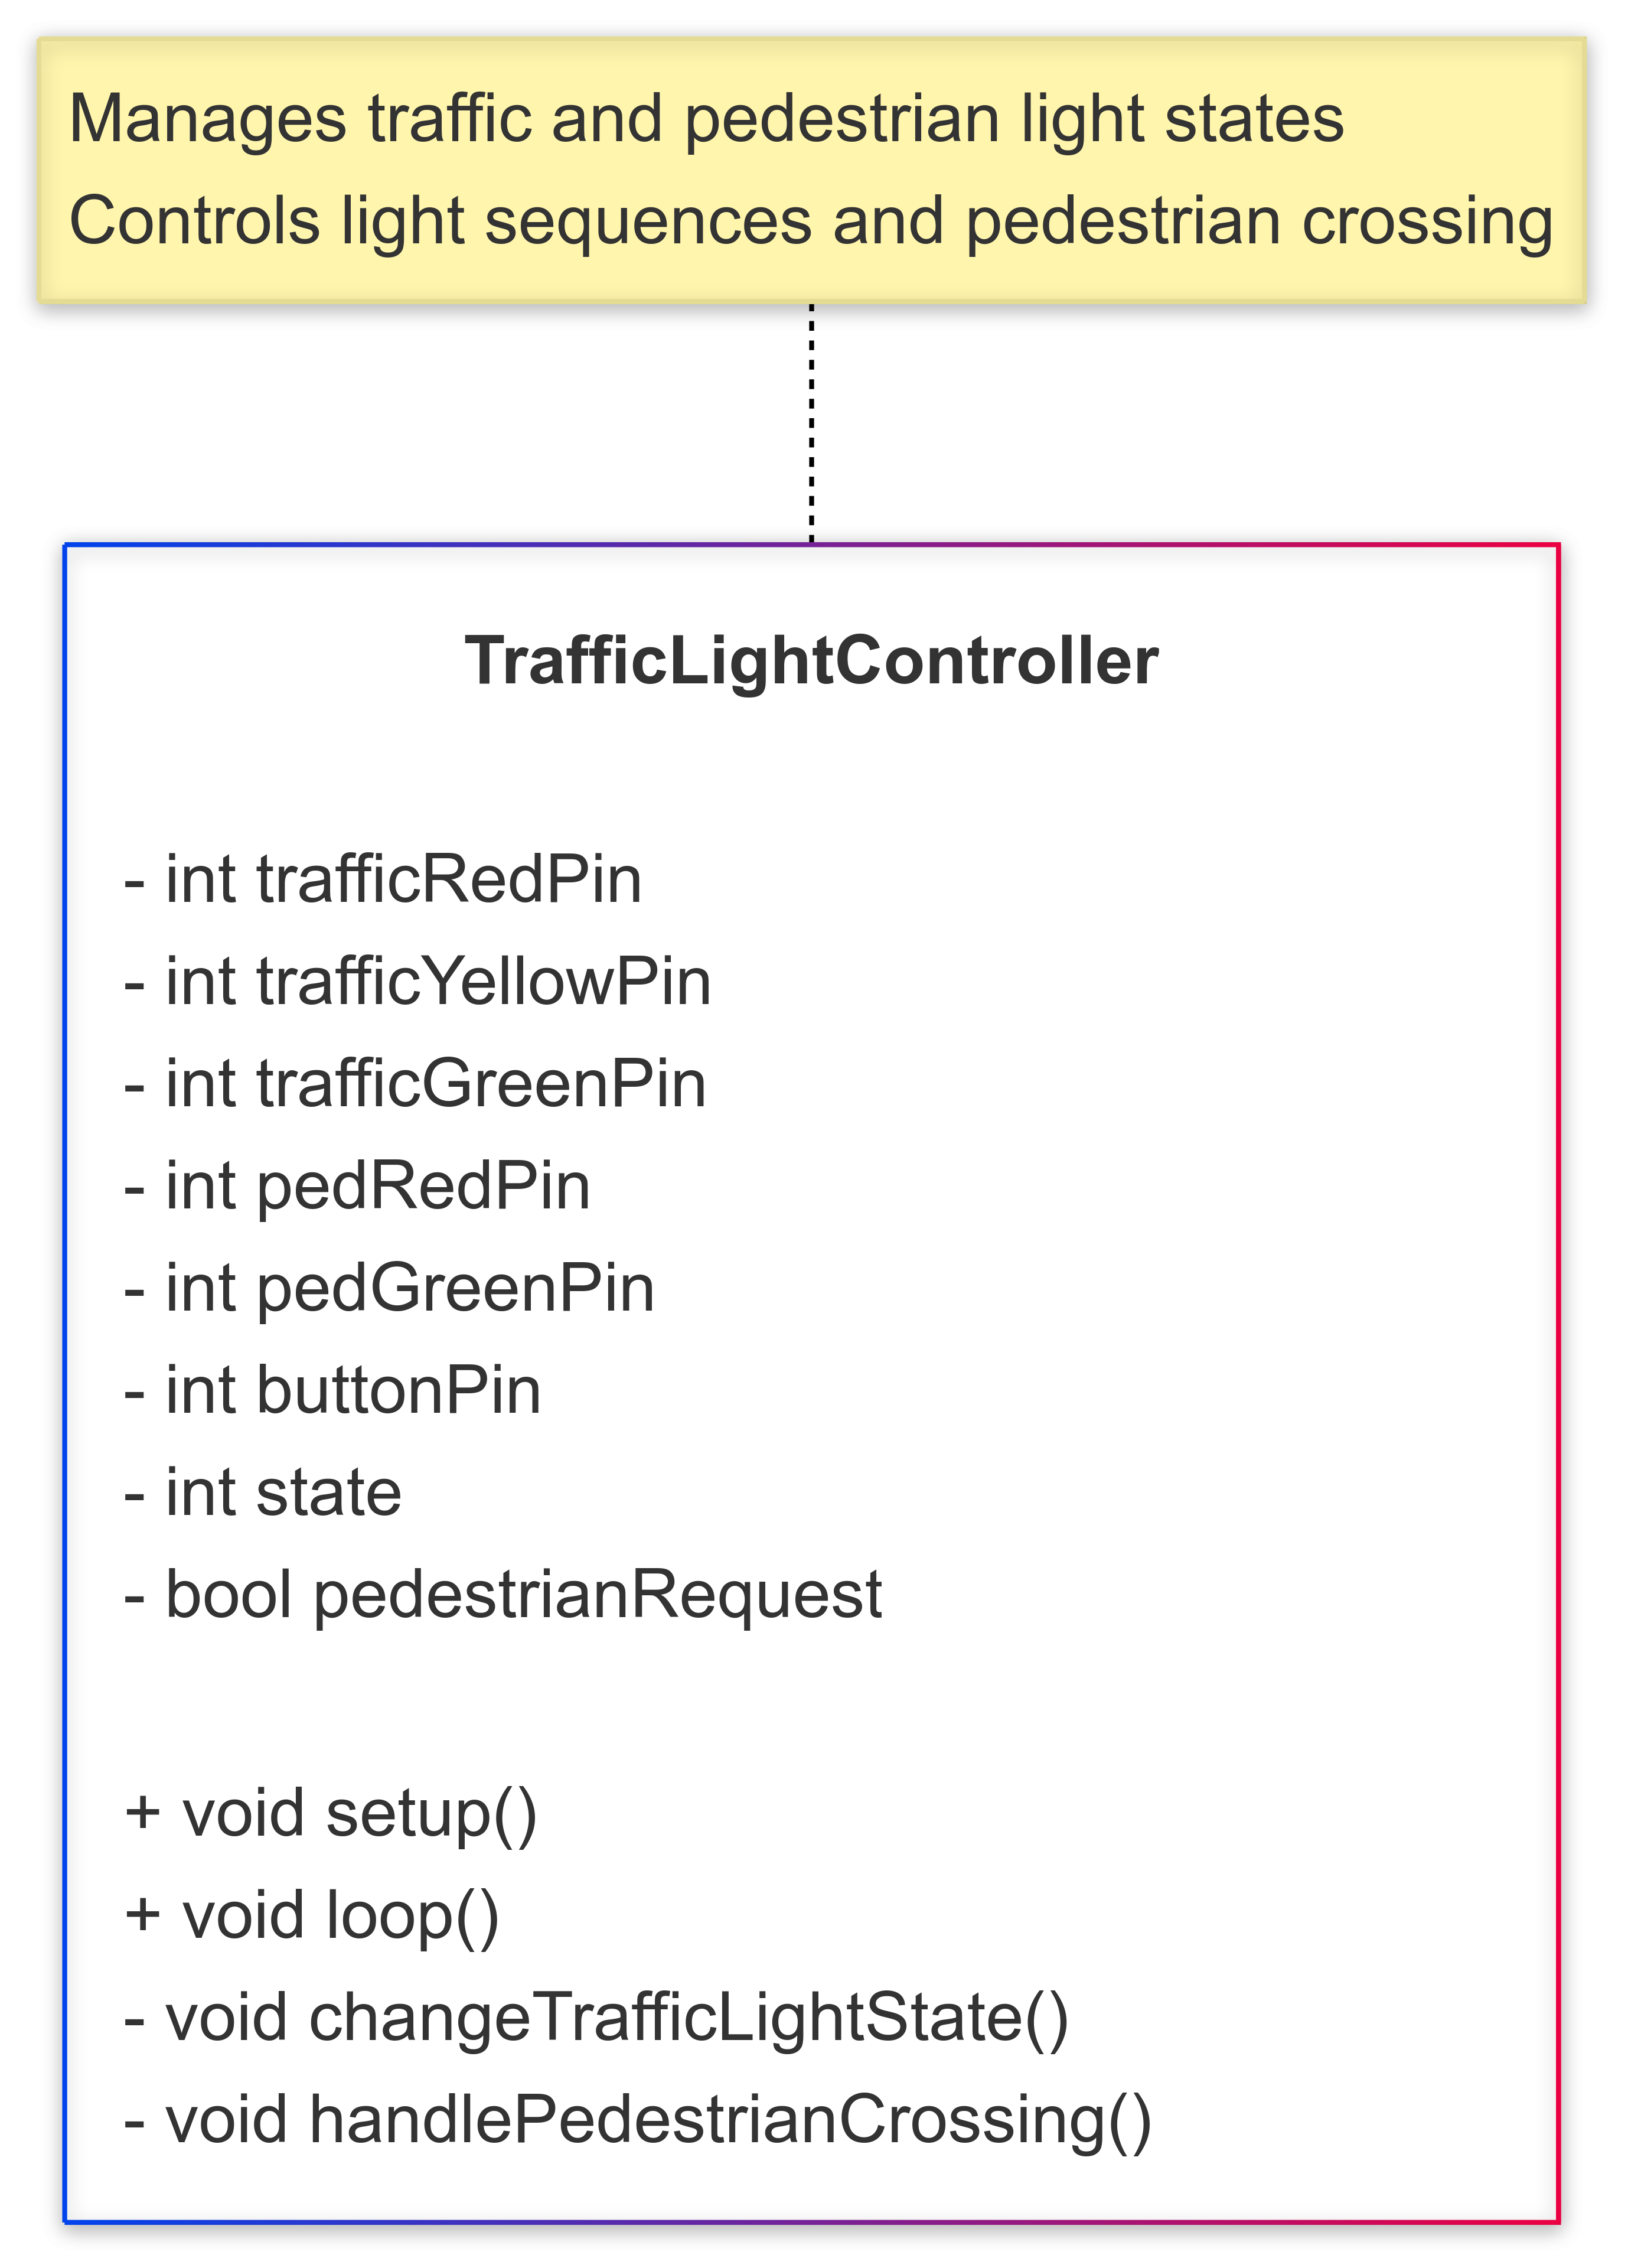 Manages traffic and pedestrian light states
Controls light sequences and pedestrian crossing
TrafficLightController
- int trafficRedPin
- int trafficYellowPin
- int trafficGreenPin
- int pedRedPin
- int pedGreenPin
- int buttonPin
- int state
- bool pedestrianRequest
+ void setup()
+ void loop()
- void changeTrafficLightState()
- void handlePedestrianCrossing()